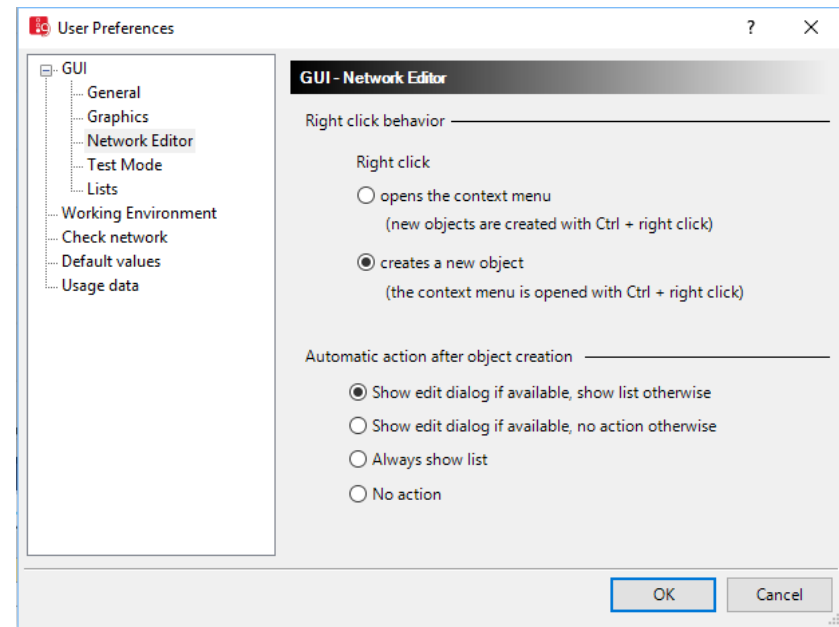 User Preferences
GUI
General
Graphics
Network Editor
Test Mode
Lists
Working Environment
Check network
Default values
Usage data
GUI - Network Editor
Right click behavior
Right click
opens the context menu
(new objects are created with Ctrl + right click)
creates a new object
(the context menu is opened with Ctrl + right click)
Automatic action after object creation
Show edit dialog if available, show list otherwise
Show edit dialog if available, no action otherwise
Always show list
No action
OK
Cancel